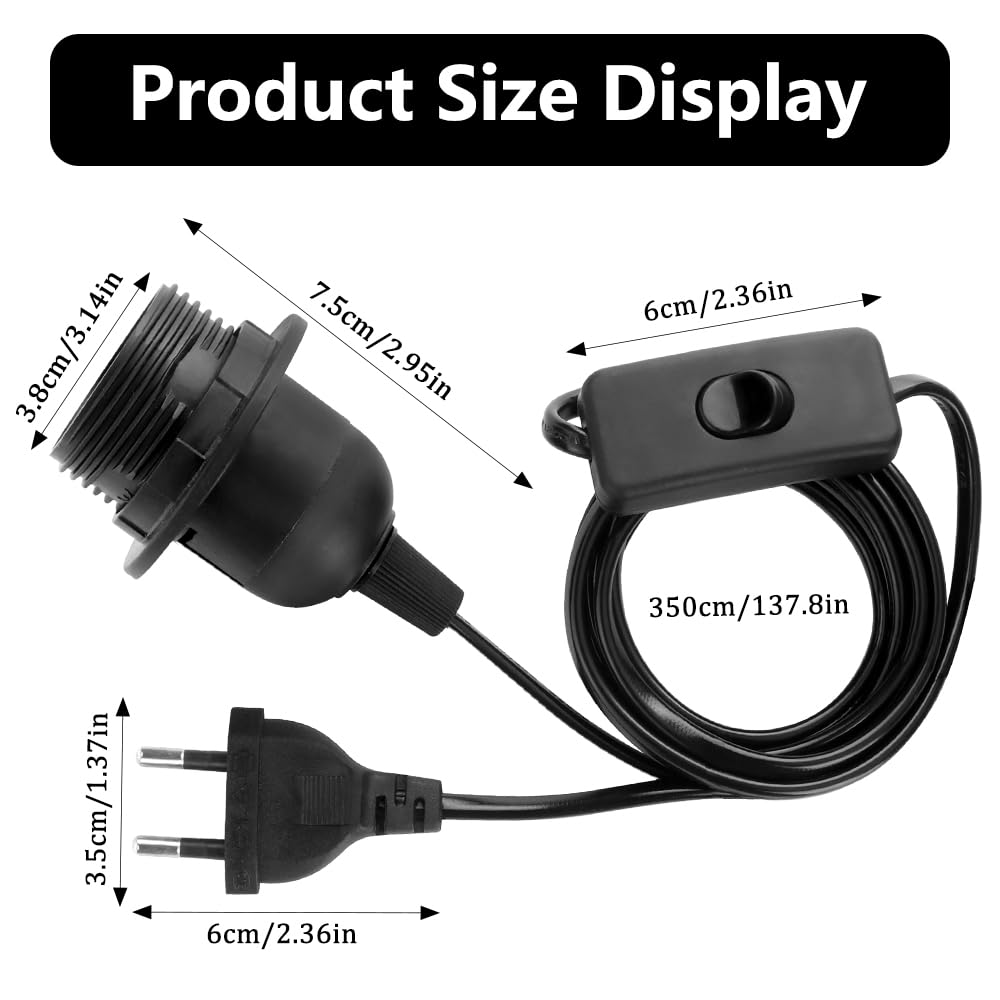 Product Size Display
3.8cm/3.14in
7.5cm/2.95in
6cm/2.36in
350cm/137.8in
3.5cm/1.37in
6cm/2.36in